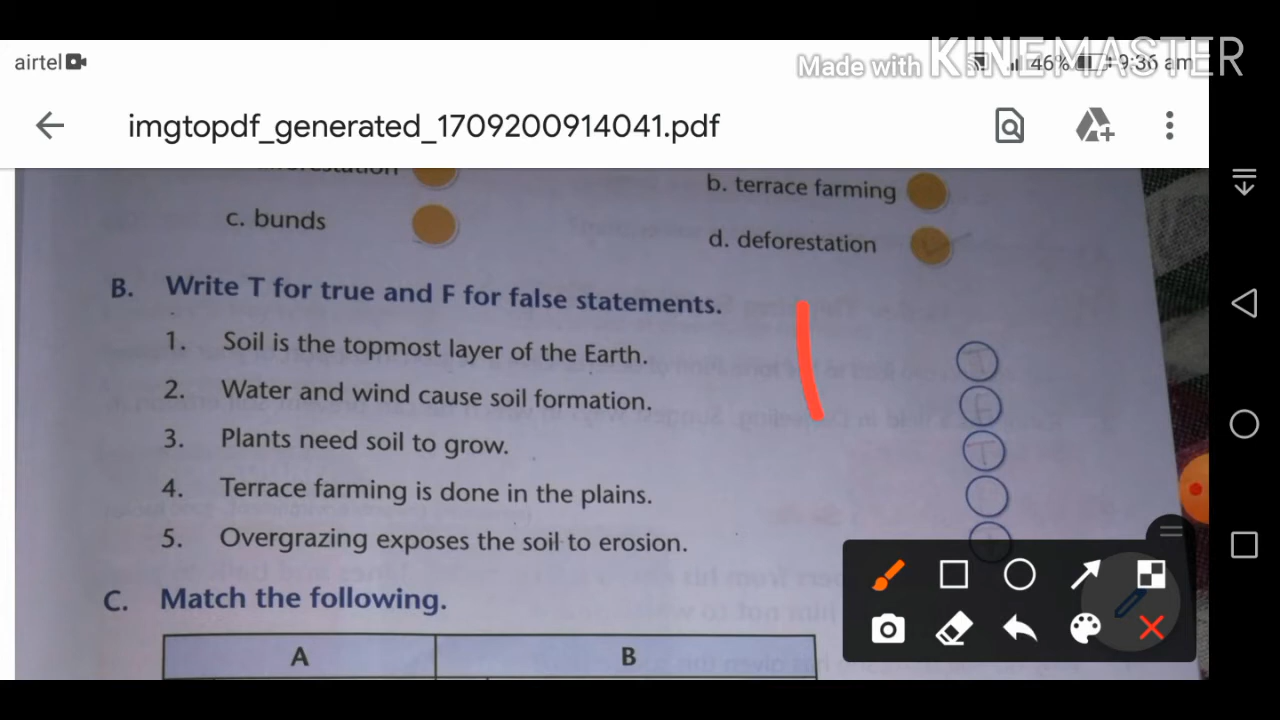 Made with KINEMASTER
airtel 46% 9:36 am
imgtopdf_generated_1709200914041.pdf
b. terrace farming
c. bunds
d. deforestation
B. Write T for true and F for false statements.
1. Soil is the topmost layer of the Earth.
2. Water and wind cause soil formation.
3. Plants need soil to grow. T
4. Terrace farming is done in the plains.
5. Overgrazing exposes the soil to erosion.
C. Match the following.
A B